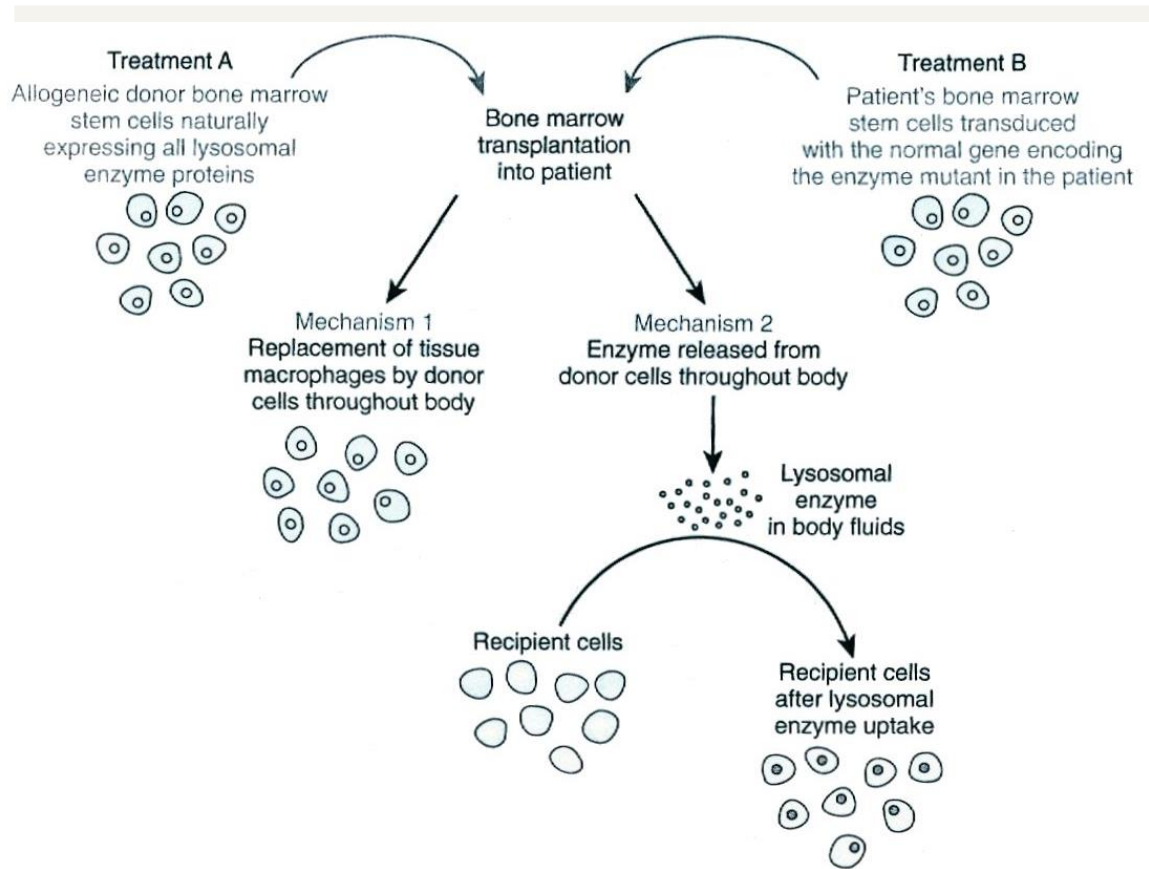 Treatment A
Allogeneic donor bone marrow
stem cells naturally
expressing all lysosomal
enzyme proteins
Bone marrow
transplantation
into patient
Treatment B
Patient's bone marrow
stem cells transduced
with the normal gene encoding
the enzyme mutant in the patient
Mechanism 1
Replacement of tissue
macrophages by donor
cells throughout body
Mechanism 2
Enzyme released from
donor cells throughout body
Lysosomal
enzyme
in body fluids
Recipient cells
Recipient cells
after lysosomal
enzyme uptake